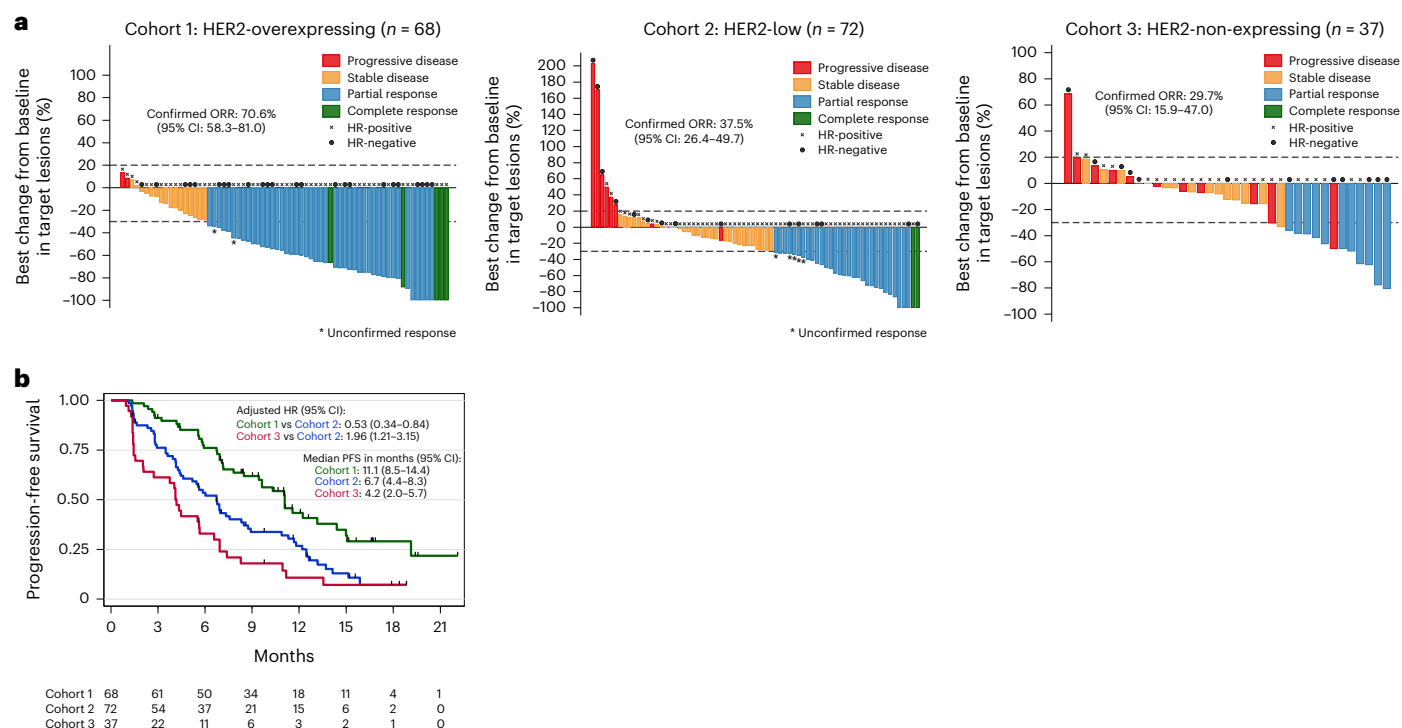 a
Cohort 1: HER2-overexpressing (n = 68)
Best change from baseline
in target lesions (%)
100
80
60
40
20
0
–20
–40
–60
–80
–100
Progressive disease
Stable disease
Partial response
Complete response
× HR-positive
● HR-negative
Confirmed ORR: 70.6%
(95% CI: 58.3–81.0)
* *
* Unconfirmed response
Cohort 2: HER2-low (n = 72)
Best change from baseline
in target lesions (%)
200
180
160
140
120
100
80
60
40
20
0
–20
–40
–60
–80
–100
Progressive disease
Stable disease
Partial response
Complete response
× HR-positive
● HR-negative
Confirmed ORR: 37.5%
(95% CI: 26.4–49.7)
* ****
* Unconfirmed response
Cohort 3: HER2-non-expressing (n = 37)
Best change from baseline
in target lesions (%)
100
80
60
40
20
0
–20
–40
–60
–80
–100
Progressive disease
Stable disease
Partial response
Complete response
× HR-positive
● HR-negative
Confirmed ORR: 29.7%
(95% CI: 15.9–47.0)
b
Progression-free survival
1.00
0.75
0.50
0.25
0
Adjusted HR (95% CI):
Cohort 1 vs Cohort 2: 0.53 (0.34–0.84)
Cohort 3 vs Cohort 2: 1.96 (1.21–3.15)
Median PFS in months (95% CI):
Cohort 1: 11.1 (8.5–14.4)
Cohort 2: 6.7 (4.4–8.3)
Cohort 3: 4.2 (2.0–5.7)
0 3 6 9 12 15 18 21
Months
Cohort 1 68 61 50 34 18 11 4 1
Cohort 2 72 54 37 21 15 6 2 0
Cohort 3 37 22 11 6 3 2 1 0